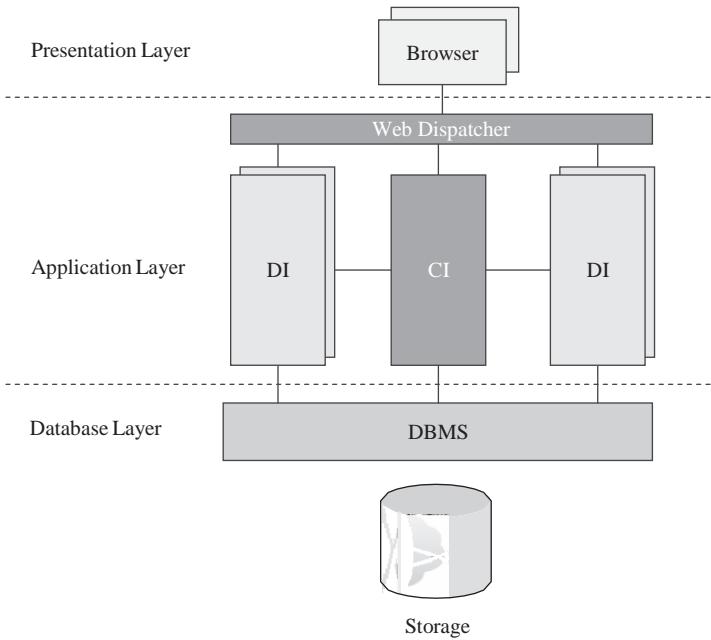 Presentation Layer
Browser
Web Dispatcher
Application Layer
DI
CI
DI
Database Layer
DBMS
Storage